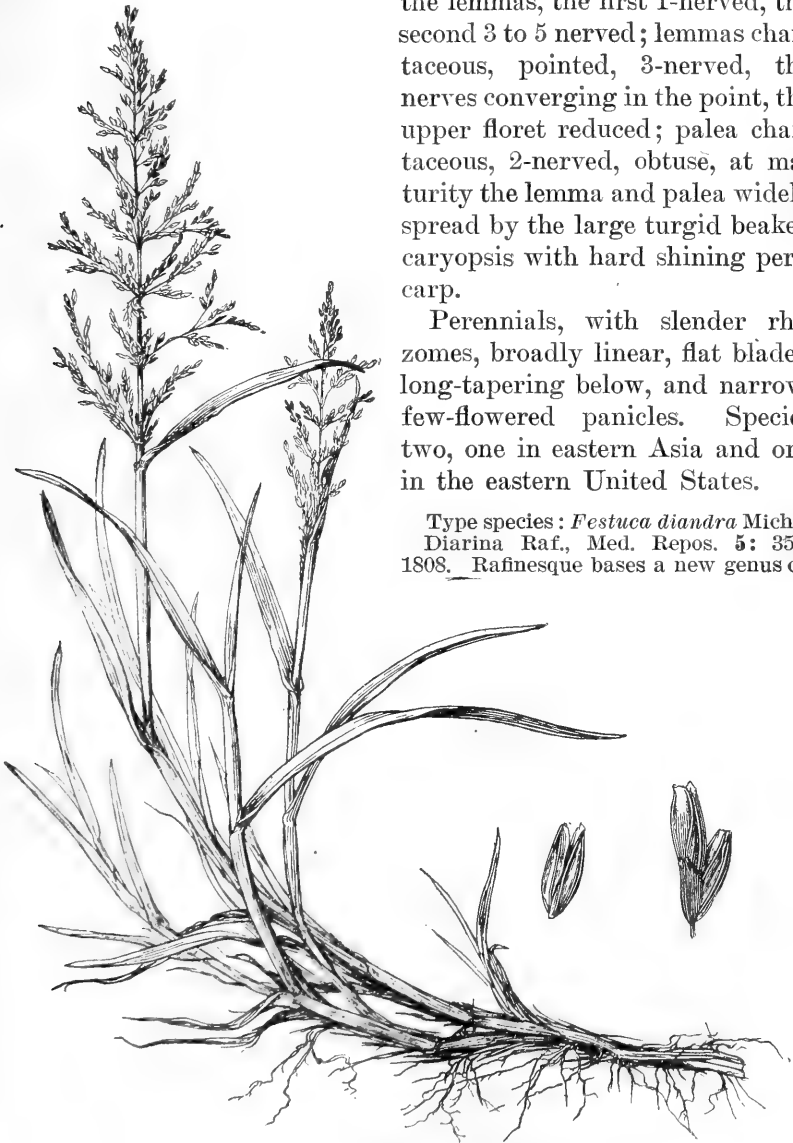 the lemmas, the first 1-nerved, th
second 3 to 5 nerved; lemmas char
taceous, pointed, 3-nerved, th
nerves converging in the point, th
upper floret reduced; palea char
taceous, 2-nerved, obtuse, at ma
turity the lemma and palea widel
spread by the large turgid beake
caryopsis with hard shining per
carp.
Perennials, with slender rh
zomes, broadly linear, flat blade
long-tapering below, and narrow
few-flowered panicles. Specie
two, one in eastern Asia and on
in the eastern United States.
Type species: Festuca diandra Mich
Diarina Raf., Med. Repos. 5: 35
1808. Rafinesque bases a new genus o